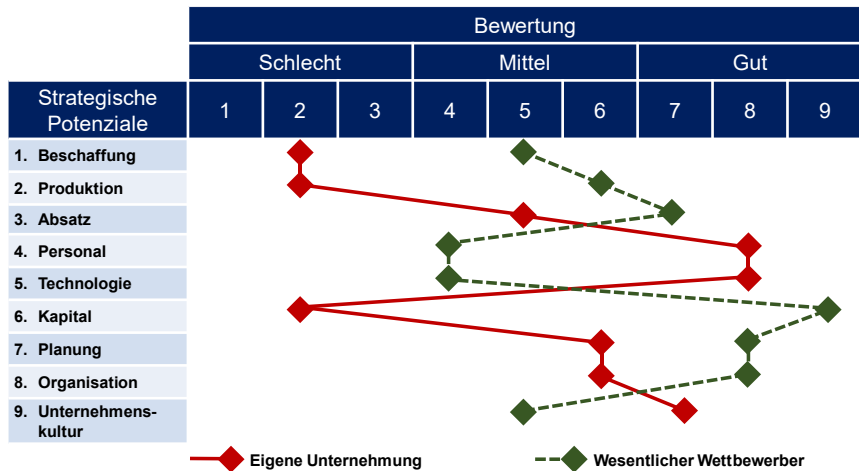 Bewertung
Schlecht Mittel Gut
Strategische
Potenziale
1 2 3 4 5 6 7 8 9
1. Beschaffung
2. Produktion
3. Absatz
4. Personal
5. Technologie
6. Kapital
7. Planung
8. Organisation
9. Unternehmens-
kultur
Eigene Unternehmung Wesentlicher Wettbewerber